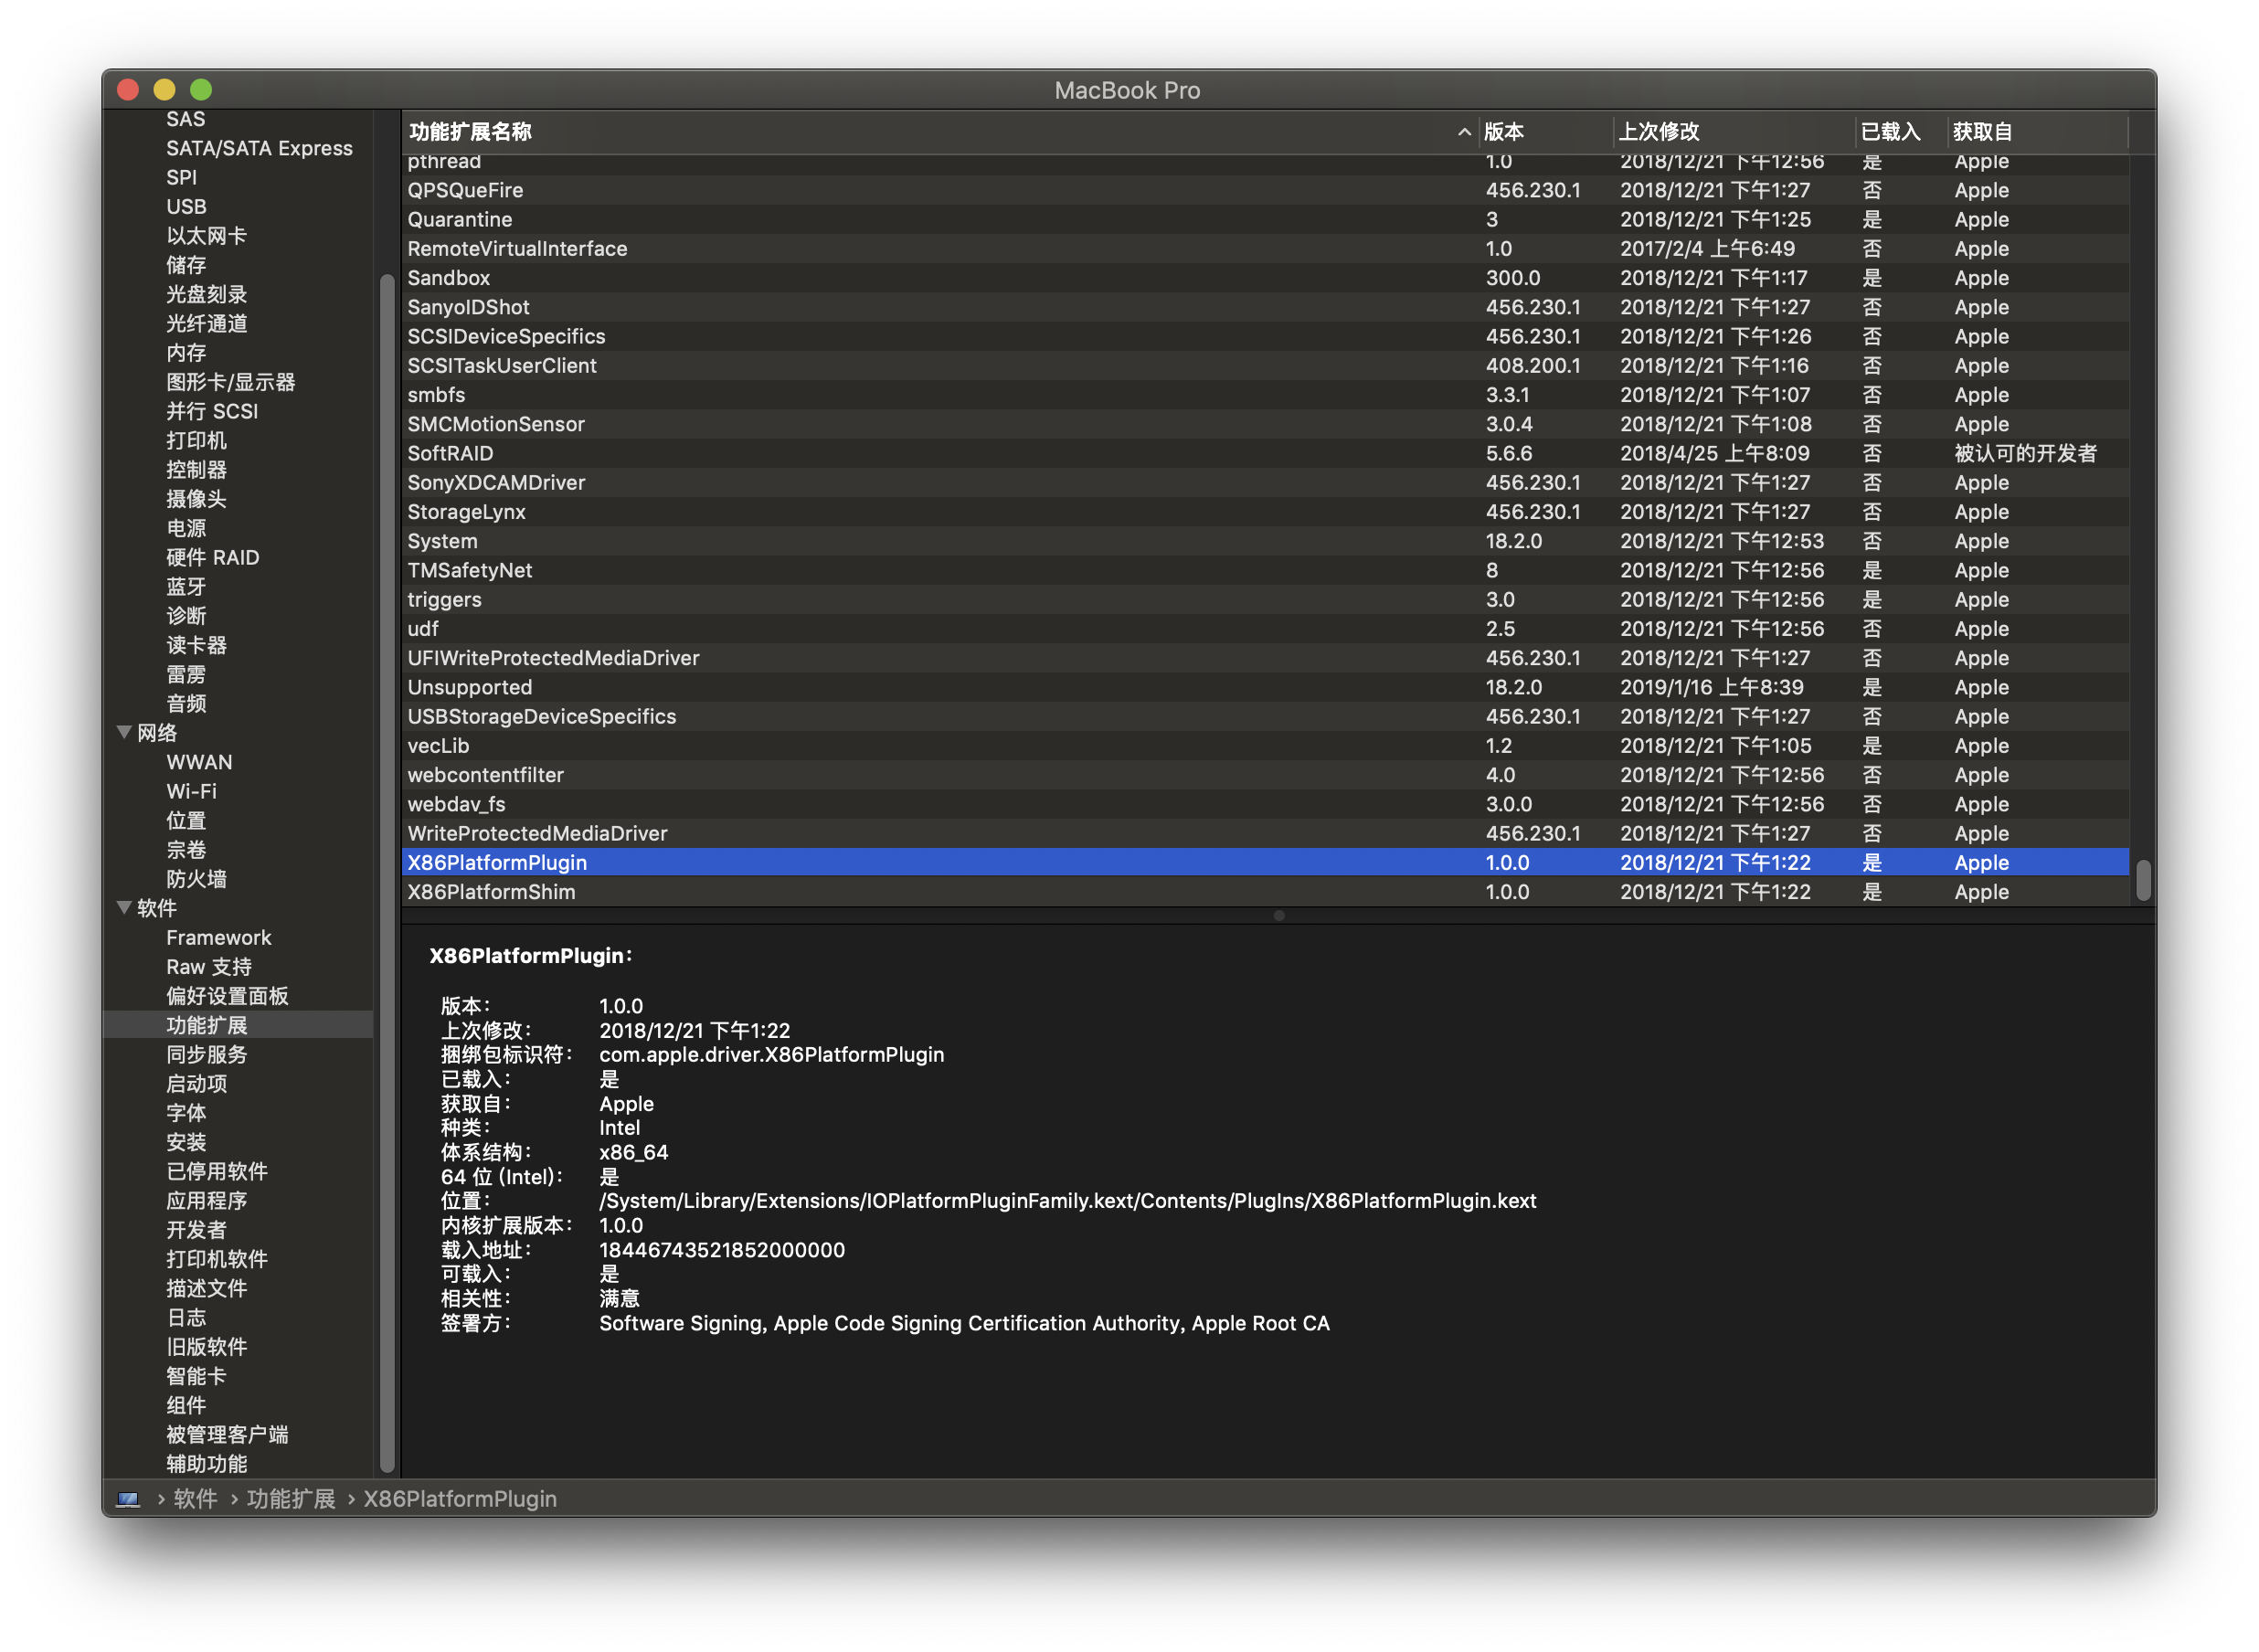 MacBook Pro
SAS
SATA/SATA Express
SPI
USB
以太网卡
储存
光盘刻录
光纤通道
内存
图形卡/显示器
并行 SCSI
打印机
控制器
摄像头
电源
硬件 RAID
蓝牙
诊断
读卡器
雷雳
音频
网络
WWAN
Wi-Fi
位置
宗卷
防火墙
软件
Framework
Raw 支持
偏好设置面板
功能扩展
同步服务
启动项
字体
安装
已停用软件
应用程序
开发者
打印机软件
描述文件
日志
旧版软件
智能卡
组件
被管理客户端
辅助功能
功能扩展名称 版本 上次修改 已载入 获取自
pthread 1.0 2018/12/21 下午12:56 是 Apple
QPSQueFire 456.230.1 2018/12/21 下午1:27 否 Apple
Quarantine 3 2018/12/21 下午1:25 是 Apple
RemoteVirtualInterface 1.0 2017/2/4 上午6:49 否 Apple
Sandbox 300.0 2018/12/21 下午1:17 是 Apple
SanyoIDShot 456.230.1 2018/12/21 下午1:27 否 Apple
SCSIDeviceSpecifics 456.230.1 2018/12/21 下午1:26 否 Apple
SCSITaskUserClient 408.200.1 2018/12/21 下午1:16 否 Apple
smbfs 3.3.1 2018/12/21 下午1:07 否 Apple
SMCMotionSensor 3.0.4 2018/12/21 下午1:08 否 Apple
SoftRAID 5.6.6 2018/4/25 上午8:09 否 被认可的开发者
SonyXDCAMDriver 456.230.1 2018/12/21 下午1:27 否 Apple
StorageLynx 456.230.1 2018/12/21 下午1:27 否 Apple
System 18.2.0 2018/12/21 下午12:53 否 Apple
TMSafetyNet 8 2018/12/21 下午12:56 是 Apple
triggers 3.0 2018/12/21 下午12:56 是 Apple
udf 2.5 2018/12/21 下午12:56 否 Apple
UFIWriteProtectedMediaDriver 456.230.1 2018/12/21 下午1:27 否 Apple
Unsupported 18.2.0 2019/1/16 上午8:39 是 Apple
USBStorageDeviceSpecifics 456.230.1 2018/12/21 下午1:27 否 Apple
vecLib 1.2 2018/12/21 下午1:05 是 Apple
webcontentfilter 4.0 2018/12/21 下午12:56 否 Apple
webdav_fs 3.0.0 2018/12/21 下午12:56 否 Apple
WriteProtectedMediaDriver 456.230.1 2018/12/21 下午1:27 否 Apple
X86PlatformPlugin 1.0.0 2018/12/21 下午1:22 是 Apple
X86PlatformShim 1.0.0 2018/12/21 下午1:22 是 Apple
X86PlatformPlugin：
版本： 1.0.0
上次修改： 2018/12/21 下午1:22
捆绑包标识符： com.apple.driver.X86PlatformPlugin
已载入： 是
获取自： Apple
种类： Intel
体系结构： x86_64
64 位 (Intel)： 是
位置： /System/Library/Extensions/IOPlatformPluginFamily.kext/Contents/PlugIns/X86PlatformPlugin.kext
内核扩展版本： 1.0.0
载入地址： 18446743521852000000
可载入： 是
相关性： 满意
签署方： Software Signing, Apple Code Signing Certification Authority, Apple Root CA
› 软件 › 功能扩展 › X86PlatformPlugin